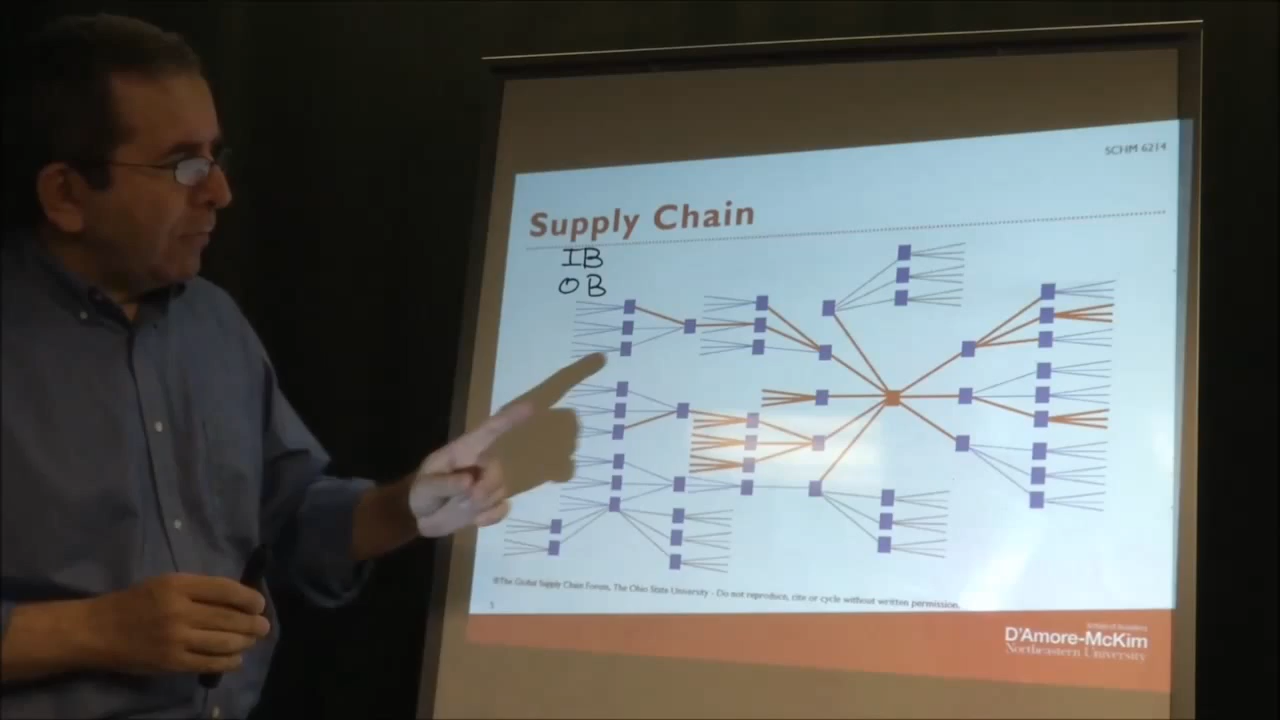 SCHM 6214
Supply Chain
IB
OB
©The Global Supply Chain Forum, The Ohio State University - Do not reproduce, cite or cycle without written permission.
5
D'Amore-McKim
Northeastern University